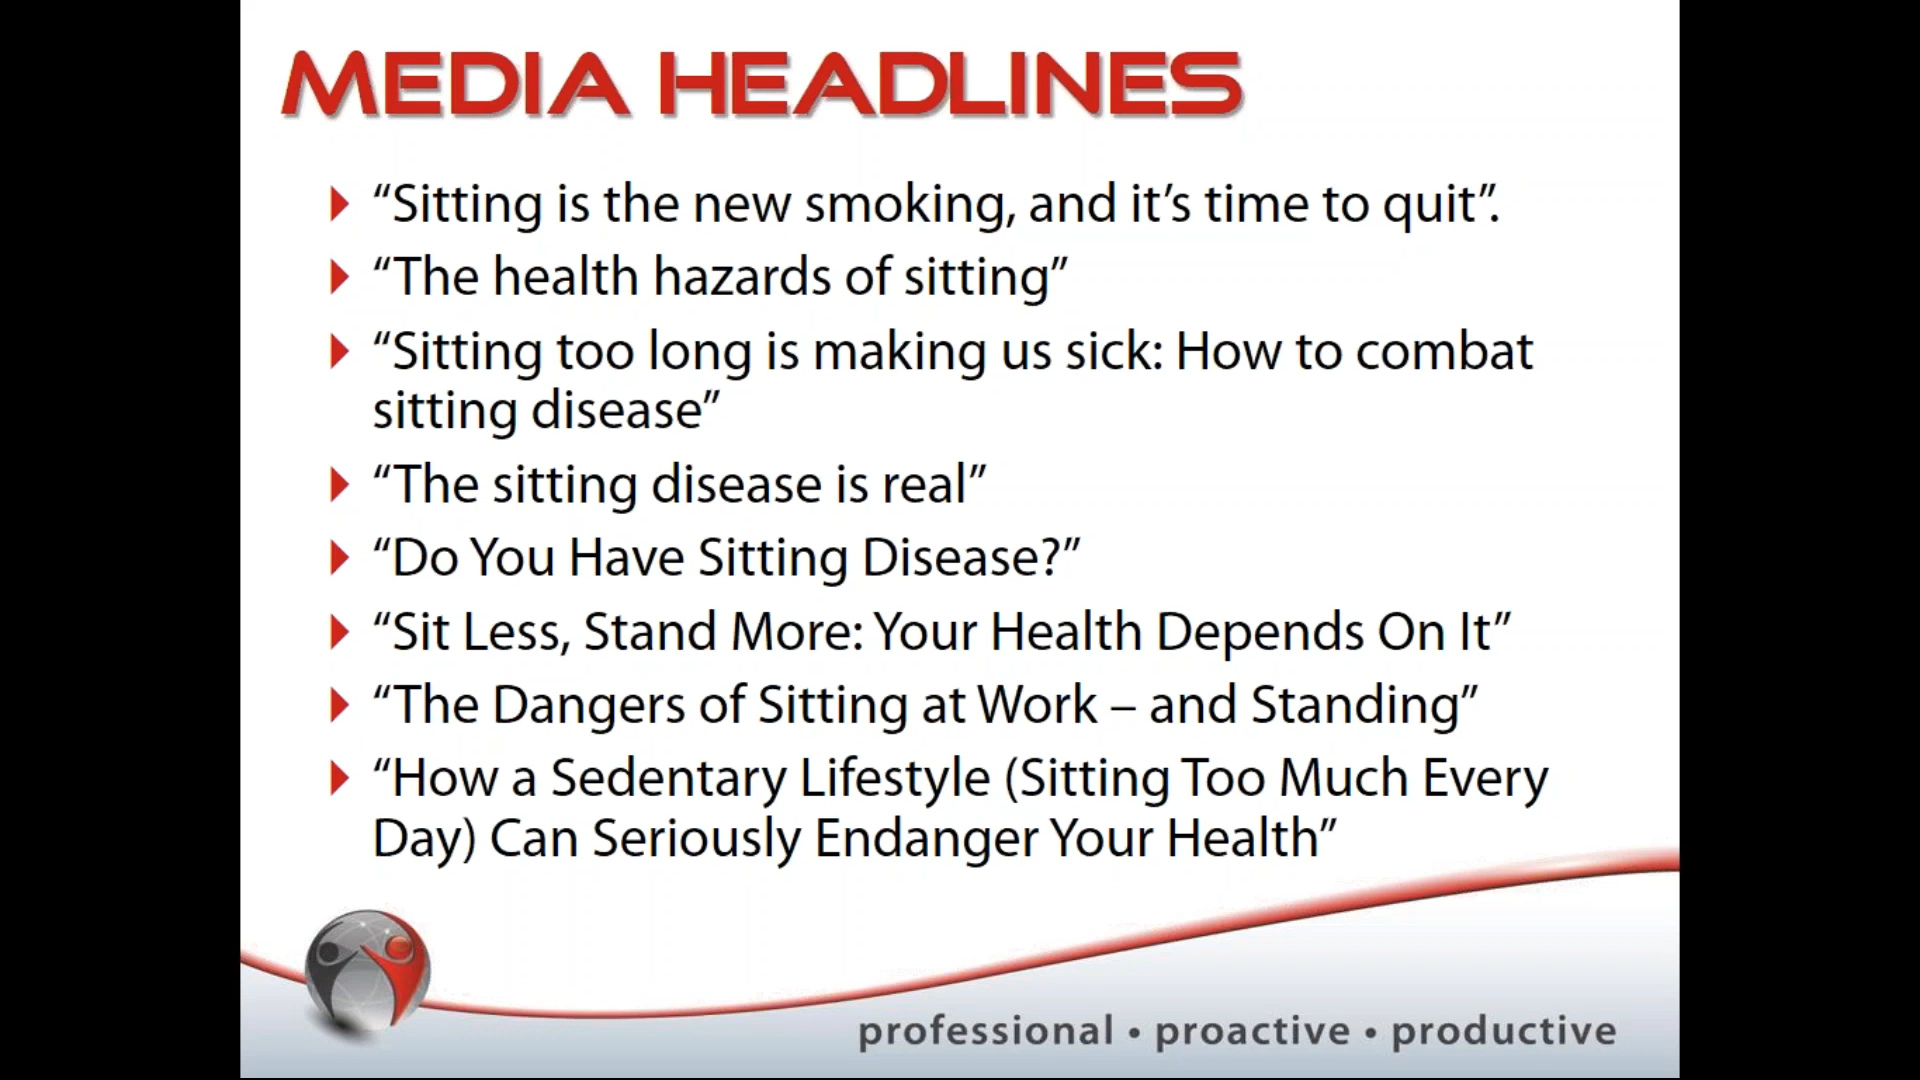 MEDIA HEADLINES
“Sitting is the new smoking, and it’s time to quit”.
“The health hazards of sitting”
“Sitting too long is making us sick: How to combat
sitting disease”
“The sitting disease is real”
“Do You Have Sitting Disease?”
“Sit Less, Stand More: Your Health Depends On It”
“The Dangers of Sitting at Work – and Standing”
“How a Sedentary Lifestyle (Sitting Too Much Every
Day) Can Seriously Endanger Your Health”
professional • proactive • productive